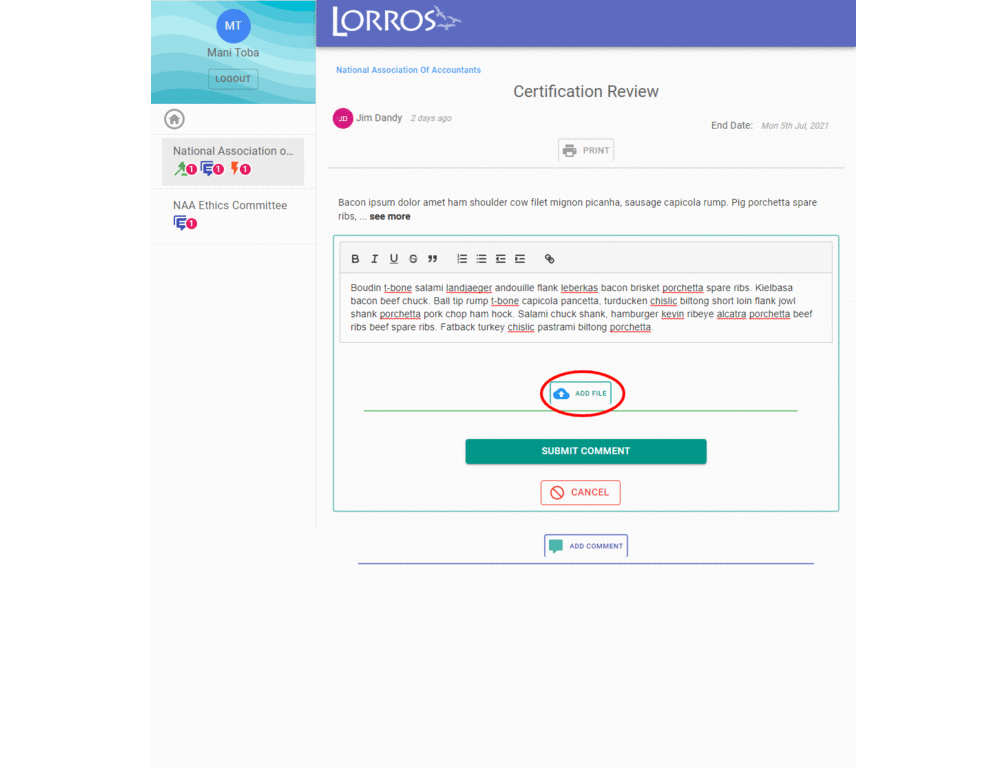 MT
Mani Toba
LOGOUT
National Association o...
1 1 1
NAA Ethics Committee
1
LORROS
National Association Of Accountants
Certification Review
JD Jim Dandy 2 days ago
End Date: Mon 5th Jul, 2021
PRINT
Bacon ipsum dolor amet ham shoulder cow filet mignon picanha, sausage capicola rump. Pig porchetta spare
ribs, ... see more
B I U S
Boudin t-bone salami landjaeger andouille flank leberkas bacon brisket porchetta spare ribs. Kielbasa
bacon beef chuck. Ball tip rump t-bone capicola pancetta, turducken chislic biltong short loin flank jowl
shank porchetta pork chop ham hock. Salami chuck shank, hamburger kevin ribeye alcatra porchetta beef
ribs beef spare ribs. Fatback turkey chislic pastrami biltong porchetta.
ADD FILE
SUBMIT COMMENT
CANCEL
ADD COMMENT